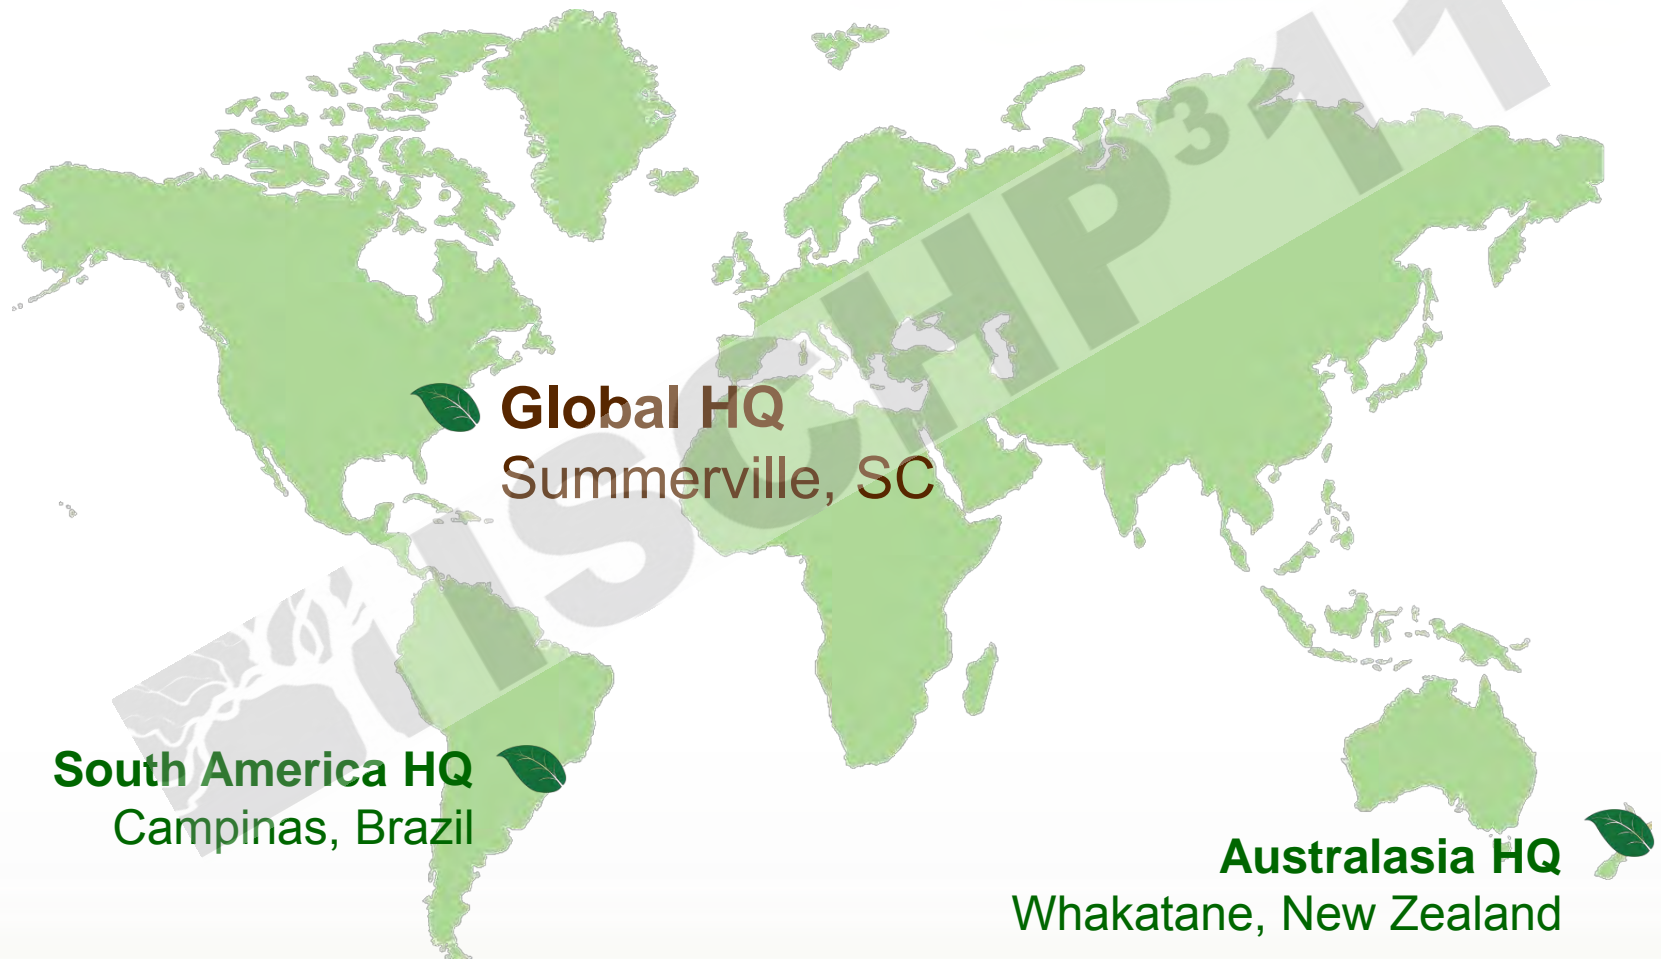 ISCHP³11
Global HQ
Summerville, SC
South America HQ
Campinas, Brazil
Australasia HQ
Whakatane, New Zealand